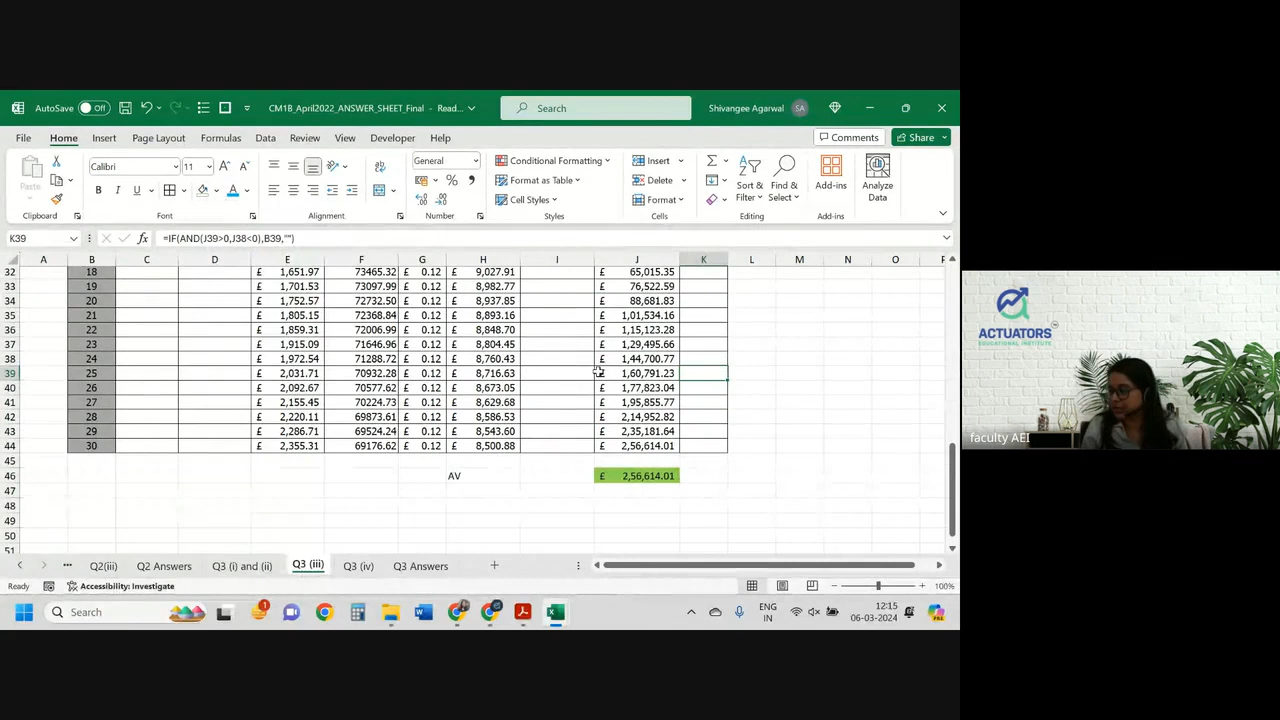 AutoSave Off CM1B_April2022_ANSWER_SHEET_Final - Read... Search Shivangee Agarwal SA
File Home Insert Page Layout Formulas Data Review View Developer Help Comments Share
Calibri 11 General Conditional Formatting Insert
Paste B I U Format as Table Delete Sort & Filter Find & Select Add-ins Analyze Data
Cell Styles Format
Clipboard Font Alignment Number Styles Cells Editing Add-ins
K39 fx =IF(AND(J39>0,J38<0),B39,"")
A B C D E F G H I J K L M N O
32 18 £ 1,651.97 73465.32 £ 0.12 £ 9,027.91 £ 65,015.35
33 19 £ 1,701.53 73097.99 £ 0.12 £ 8,982.77 £ 76,522.59
34 20 £ 1,752.57 72732.50 £ 0.12 £ 8,937.85 £ 88,681.83
35 21 £ 1,805.15 72368.84 £ 0.12 £ 8,893.16 £ 1,01,534.16
36 22 £ 1,859.31 72006.99 £ 0.12 £ 8,848.70 £ 1,15,123.28
37 23 £ 1,915.09 71646.96 £ 0.12 £ 8,804.45 £ 1,29,495.66
38 24 £ 1,972.54 71288.72 £ 0.12 £ 8,760.43 £ 1,44,700.77
39 25 £ 2,031.71 70932.28 £ 0.12 £ 8,716.63 £ 1,60,791.23
40 26 £ 2,092.67 70577.62 £ 0.12 £ 8,673.05 £ 1,77,823.04
41 27 £ 2,155.45 70224.73 £ 0.12 £ 8,629.68 £ 1,95,855.77
42 28 £ 2,220.11 69873.61 £ 0.12 £ 8,586.53 £ 2,14,952.82
43 29 £ 2,286.71 69524.24 £ 0.12 £ 8,543.60 £ 2,35,181.64
44 30 £ 2,355.31 69176.62 £ 0.12 £ 8,500.88 £ 2,56,614.01
45
46 AV £ 2,56,614.01
47
48
49
50
51
Q2(iii) Q2 Answers Q3 (i) and (ii) Q3 (iii) Q3 (iv) Q3 Answers
Ready Accessibility: Investigate 100%
Search ENG IN 12:15 06-03-2024
ACTUATORS
EDUCATIONAL INSTITUTE
faculty AEI